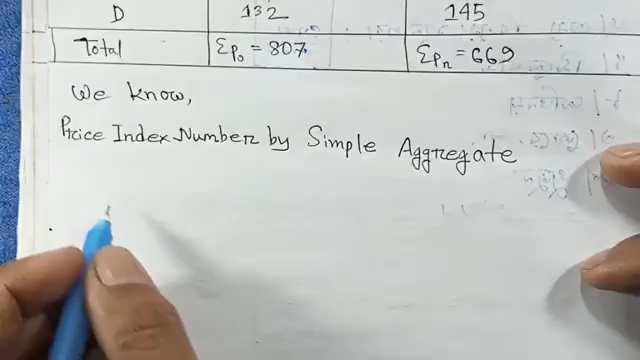 D 132 145
Total Σp₀ = 807 Σpₙ = 669
We know,
Price Index Number by Simple Aggregate